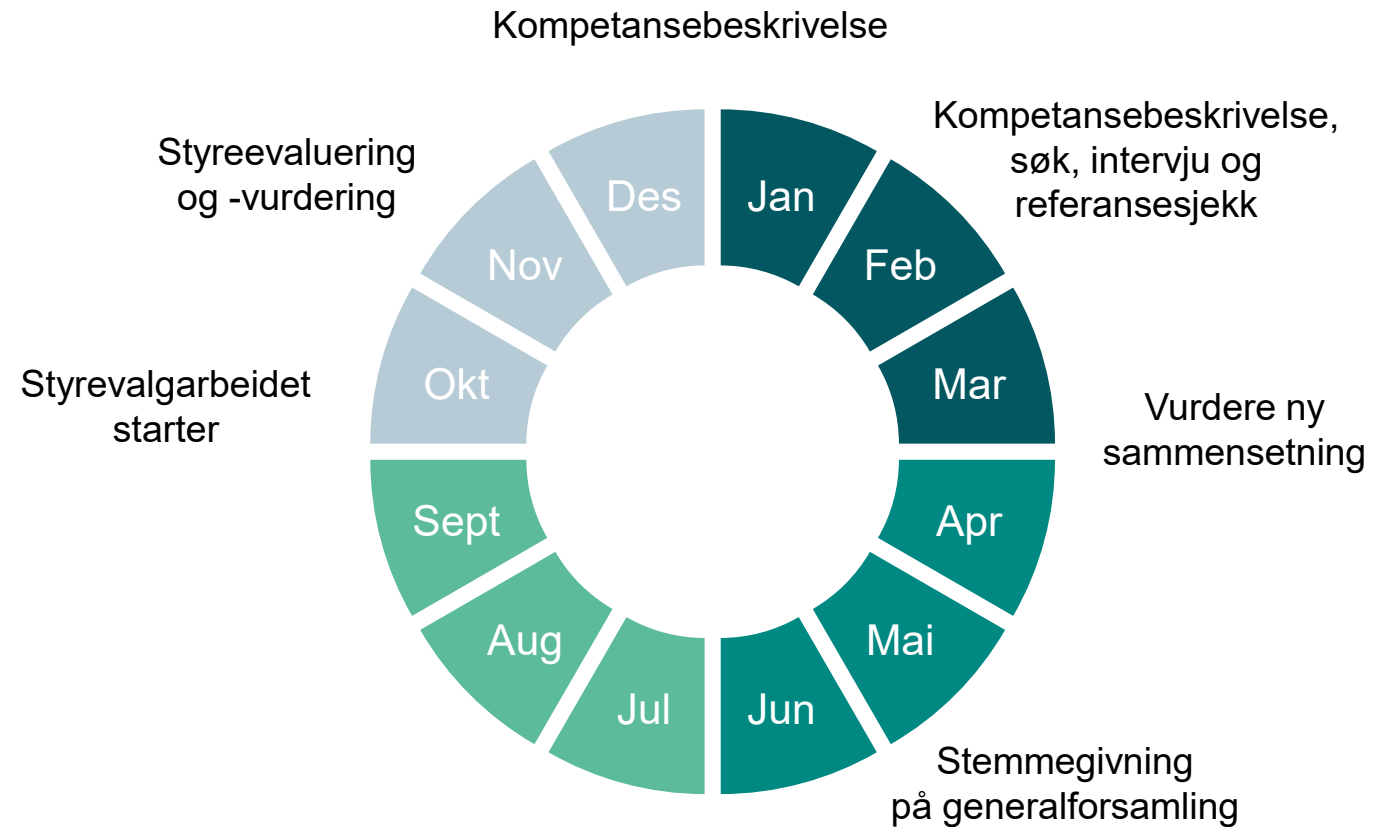 Kompetansebeskrivelse
Kompetansebeskrivelse,
søk, intervju og
referansesjekk
Styreevaluering
og -vurdering
Des
Jan
Nov
Feb
Styrevalgarbeidet
starter
Okt
Mar
Vurdere ny
sammensetning
Sept
Apr
Aug
Mai
Jul
Jun
Stemmegivning
på generalforsamling